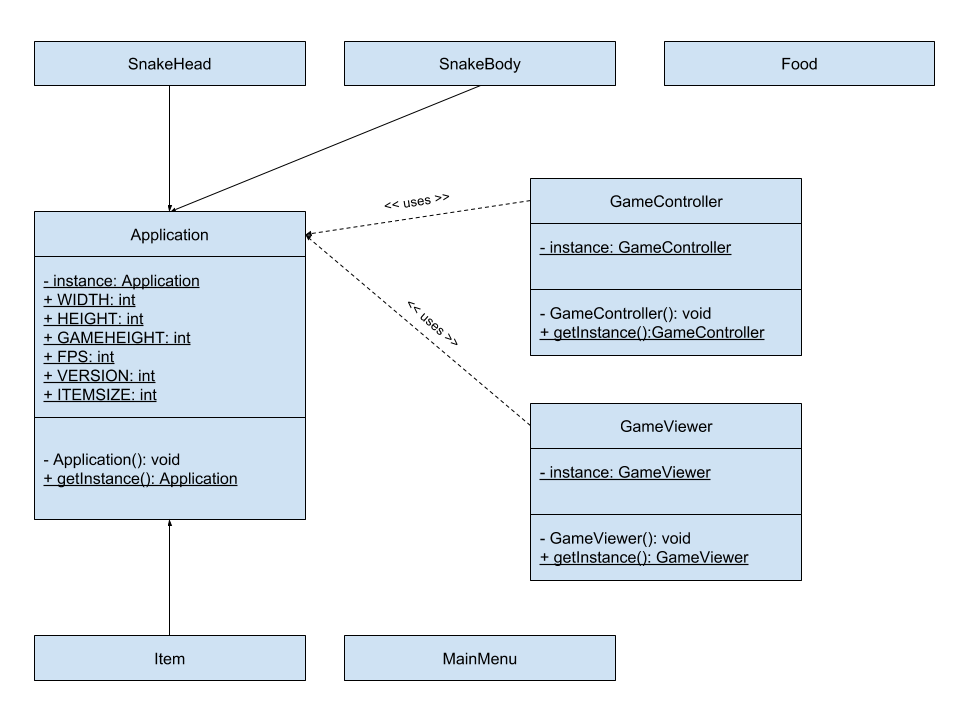 SnakeHead
SnakeBody
Food
<< uses >>
GameController
- instance: GameController
- GameController(): void
+ getInstance():GameController
Application
- instance: Application
+ WIDTH: int
+ HEIGHT: int
+ GAMEHEIGHT: int
+ FPS: int
+ VERSION: int
+ ITEMSIZE: int
- Application(): void
+ getInstance(): Application
<< uses >>
GameViewer
- instance: GameViewer
- GameViewer(): void
+ getInstance(): GameViewer
Item
MainMenu